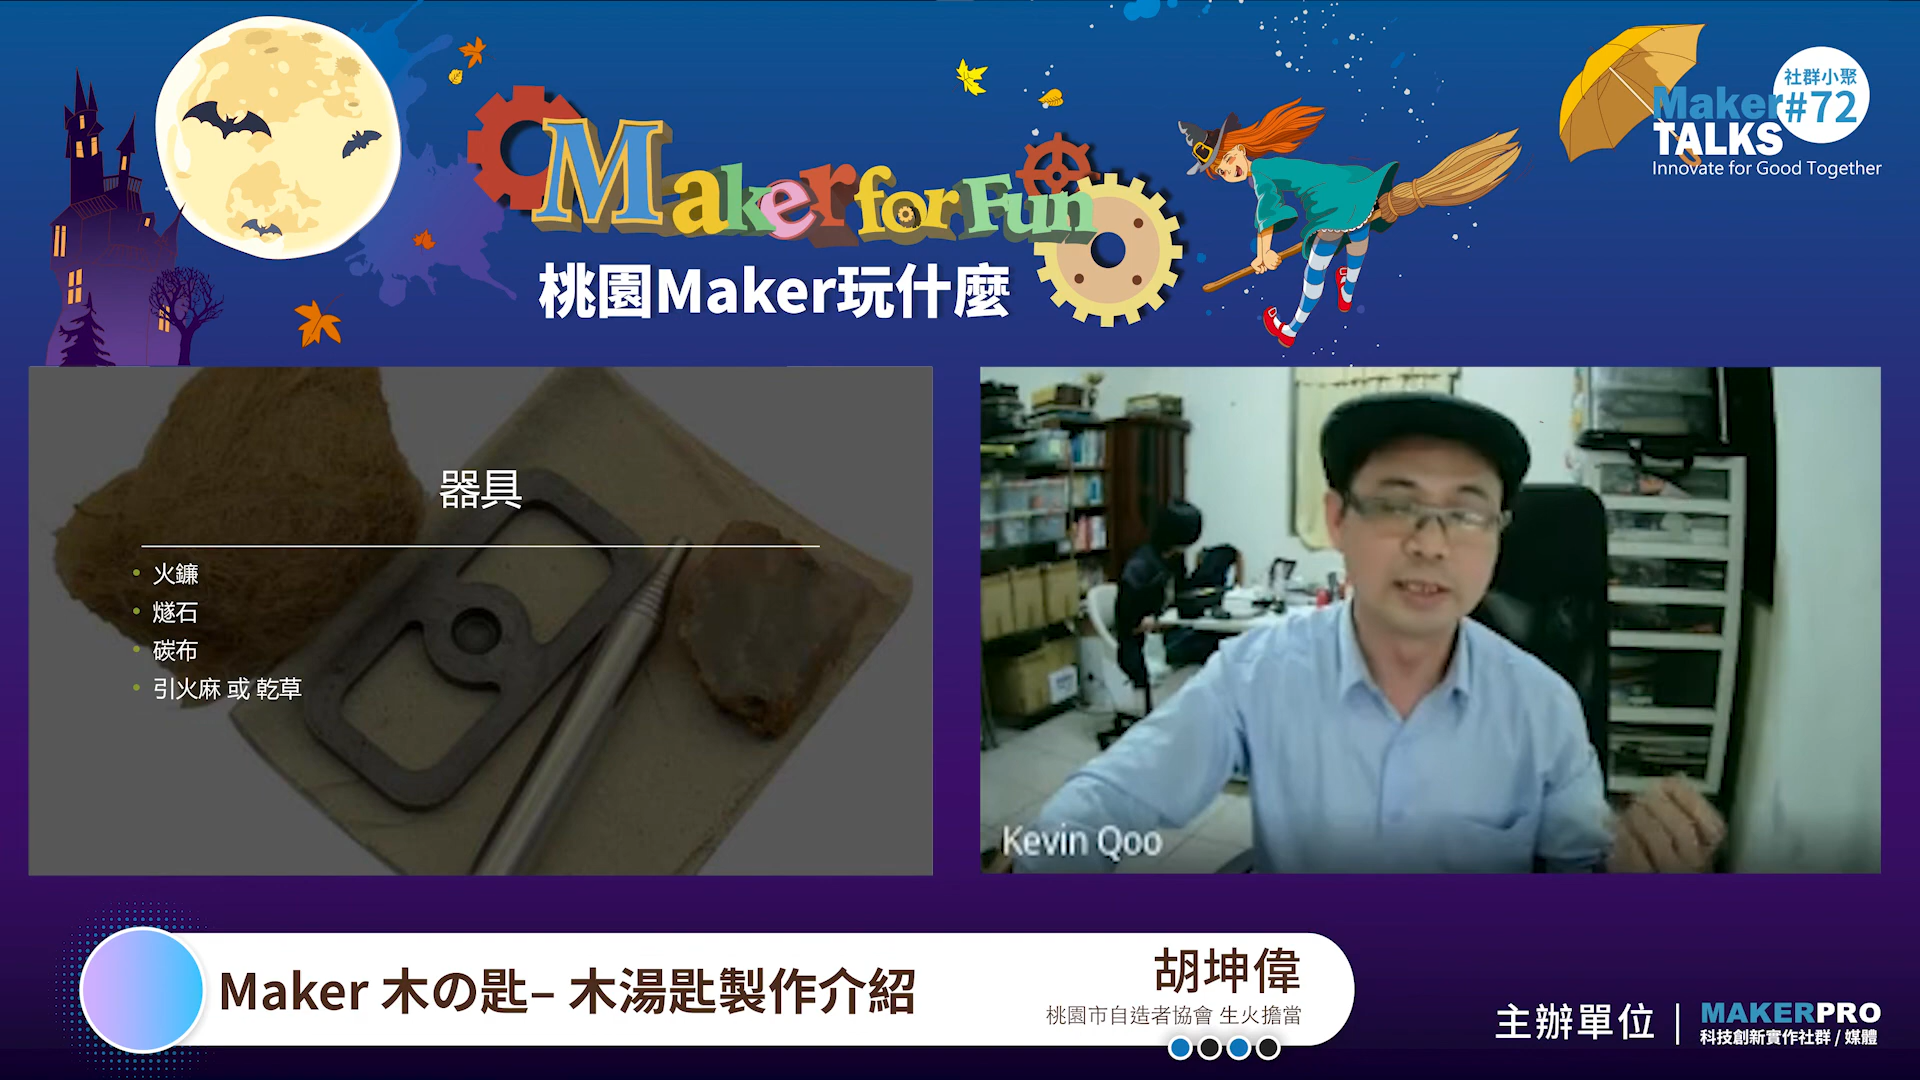 Maker for Fun
桃園Maker玩什麼
社群小聚
#72
Maker
TALKS
Innovate for Good Together
器具
火鐮
燧石
碳布
引火麻 或 乾草
Kevin Qoo
Maker 木の匙– 木湯匙製作介紹
胡坤偉
桃園市自造者協會 生火擔當
主辦單位 | MAKERPRO
科技創新實作社群 / 媒體